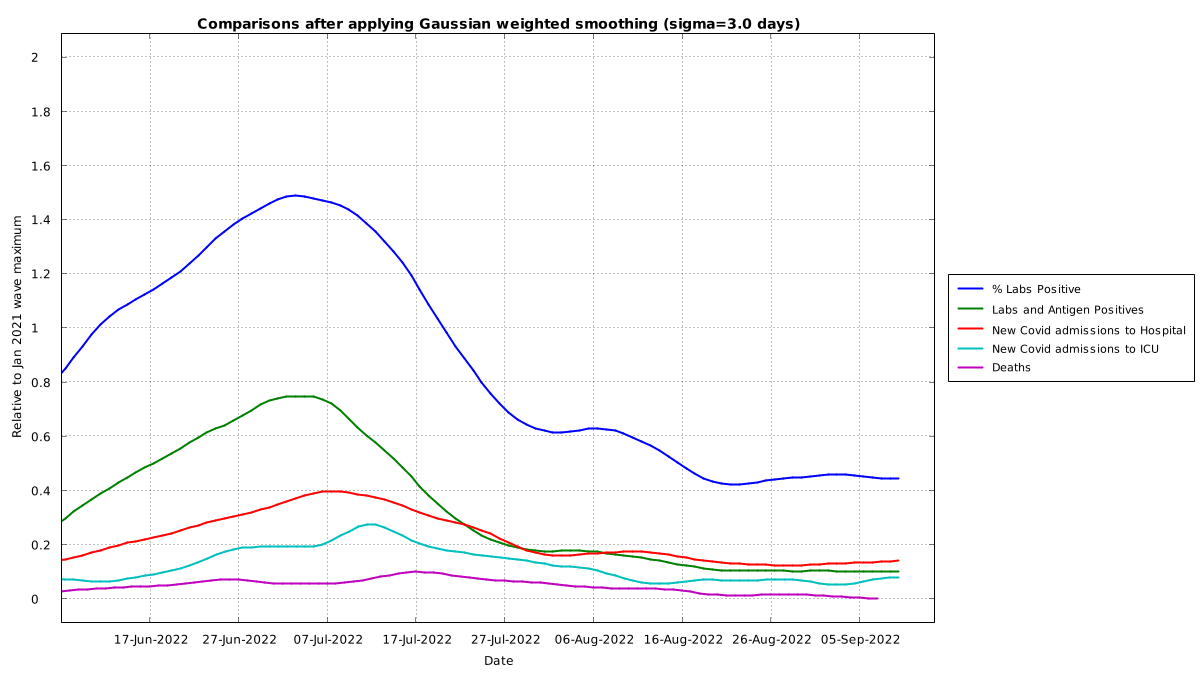 Comparisons after applying Gaussian weighted smoothing (sigma=3.0 days)
Relative to Jan 2021 wave maximum
2
1.8
1.6
1.4
1.2
1
0.8
0.6
0.4
0.2
0
17-Jun-2022 27-Jun-2022 07-Jul-2022 17-Jul-2022 27-Jul-2022 06-Aug-2022 16-Aug-2022 26-Aug-2022 05-Sep-2022
Date
% Labs Positive
Labs and Antigen Positives
New Covid admissions to Hospital
New Covid admissions to ICU
Deaths